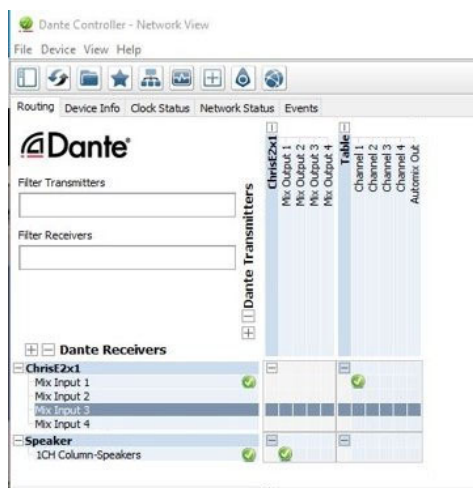 Dante Controller - Network View
File Device View Help
Routing Device Info Clock Status Network Status Events
Dante®
Filter Transmitters
Filter Receivers
Dante Transmitters
ChrisE2x1
Mix Output 1
Mix Output 2
Mix Output 3
Mix Output 4
Table
Channel 1
Channel 2
Channel 3
Channel 4
Automix Out
Dante Receivers
ChrisE2x1
Mix Input 1
Mix Input 2
Mix Input 3
Mix Input 4
Speaker
1CH Column-Speakers